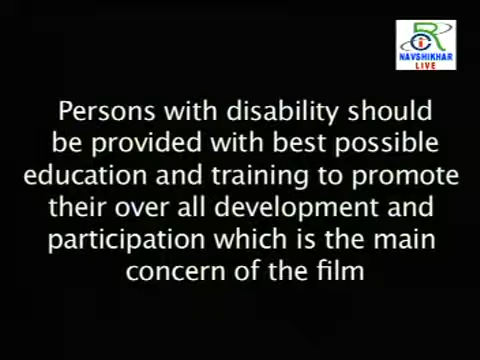 NAVSHIKHAR
LIVE
Persons with disability should
be provided with best possible
education and training to promote
their over all development and
participation which is the main
concern of the film